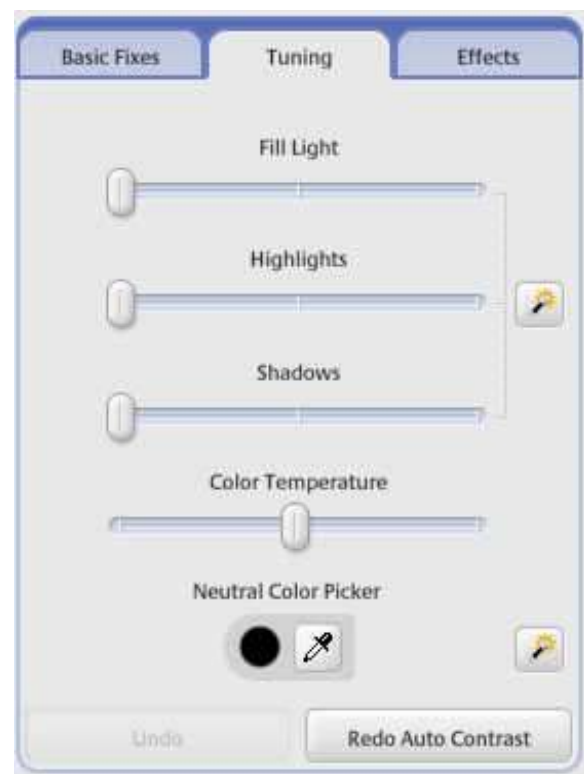 Basic Fixes Tuning Effects
Fill Light
Highlights
Shadows
Color Temperature
Neutral Color Picker
Undo Redo Auto Contrast